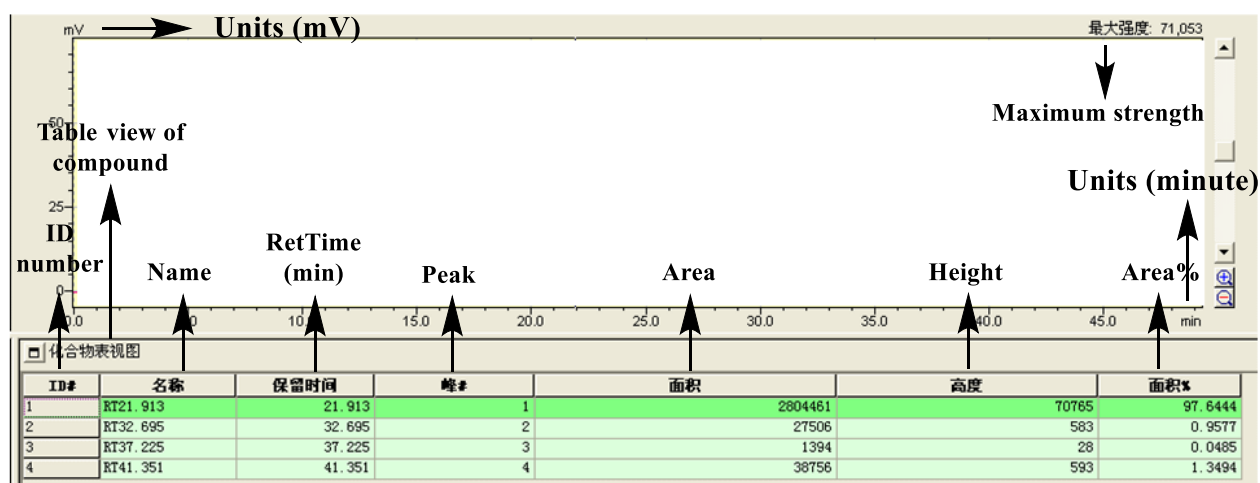 mV
Units (mV)
最大强度: 71,053
Maximum strength
50
Table view of
compound
Units (minute)
25
ID
number
RetTime
(min)
Name
Peak
Area
Height
Area%
0
0.0
10.0
15.0
20.0
25.0
30.0
35.0
40.0
45.0
min
化合物表视图
ID# 名称 保留时间 峰# 面积 高度 面积%
1 RT21.913 21.913 1 2804461 70765 97.6444
2 RT32.695 32.695 2 27506 583 0.9577
3 RT37.225 37.225 3 1394 28 0.0485
4 RT41.351 41.351 4 38756 593 1.3494